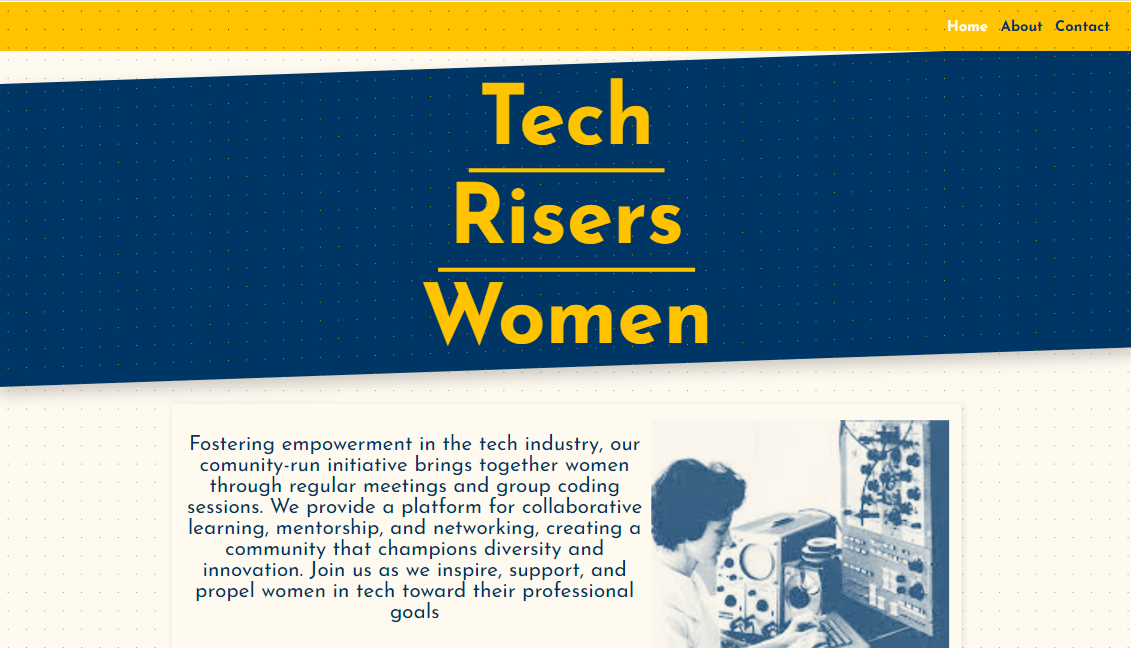 Home About Contact
Tech
Risers
Women
Fostering empowerment in the tech industry, our
comunity-run initiative brings together women
through regular meetings and group coding
sessions. We provide a platform for collaborative
learning, mentorship, and networking, creating a
community that champions diversity and
innovation. Join us as we inspire, support, and
propel women in tech toward their professional
goals